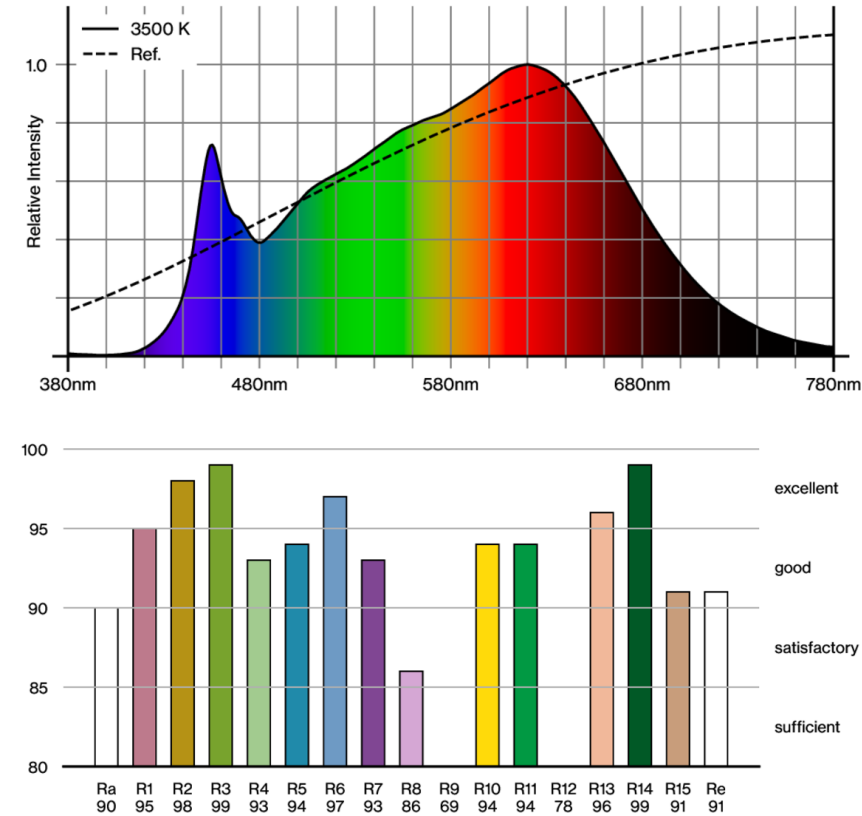 3500 K
Ref.
1.0
Relative Intensity
380nm 480nm 580nm 680nm 780nm
100
excellent
95
good
90
satisfactory
85
sufficient
80
Ra R1 R2 R3 R4 R5 R6 R7 R8 R9 R10 R11 R12 R13 R14 R15 Re
90 95 98 99 93 94 97 93 86 69 94 94 78 96 99 91 91